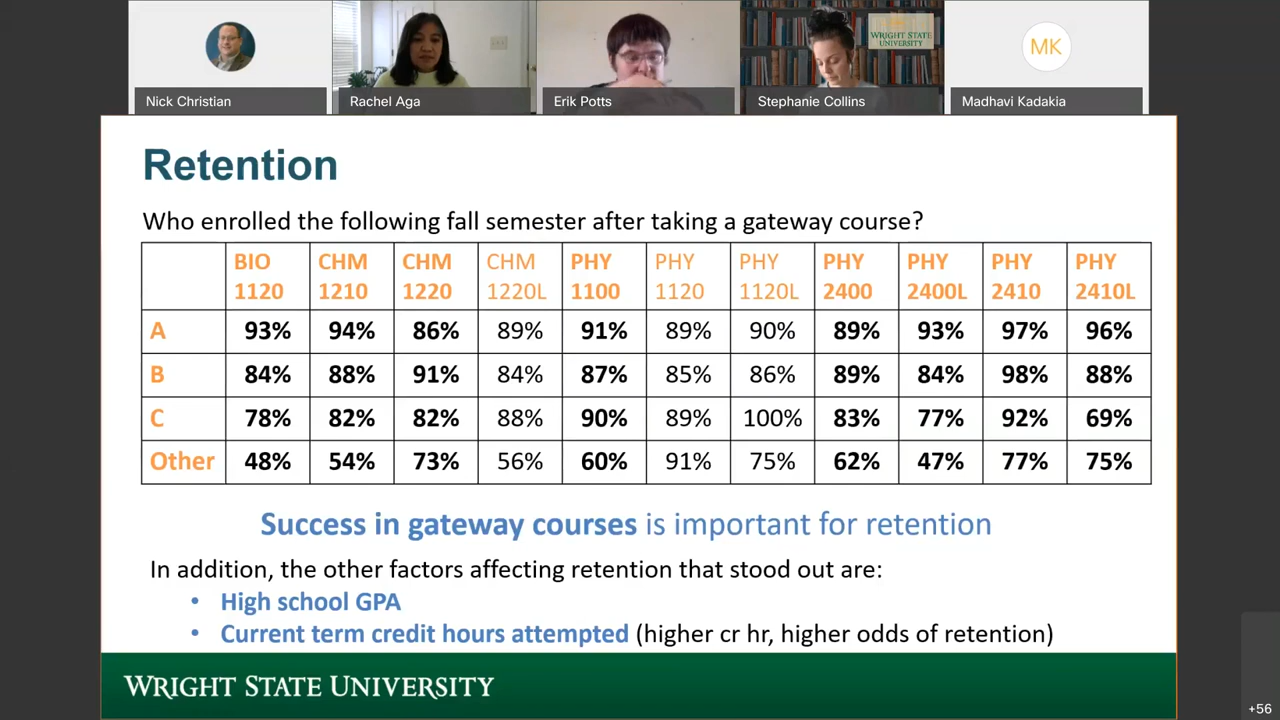 WRIGHT STATE
UNIVERSITY
MK
Nick Christian
Rachel Aga
Erik Potts
Stephanie Collins
Madhavi Kadakia
Retention
Who enrolled the following fall semester after taking a gateway course?
BIO 1120 CHM 1210 CHM 1220 CHM 1220L PHY 1100 PHY 1120 PHY 1120L PHY 2400 PHY 2400L PHY 2410 PHY 2410L
A 93% 94% 86% 89% 91% 89% 90% 89% 93% 97% 96%
B 84% 88% 91% 84% 87% 85% 86% 89% 84% 98% 88%
C 78% 82% 82% 88% 90% 89% 100% 83% 77% 92% 69%
Other 48% 54% 73% 56% 60% 91% 75% 62% 47% 77% 75%
Success in gateway courses is important for retention
In addition, the other factors affecting retention that stood out are:
• High school GPA
• Current term credit hours attempted (higher cr hr, higher odds of retention)
WRIGHT STATE UNIVERSITY
+56